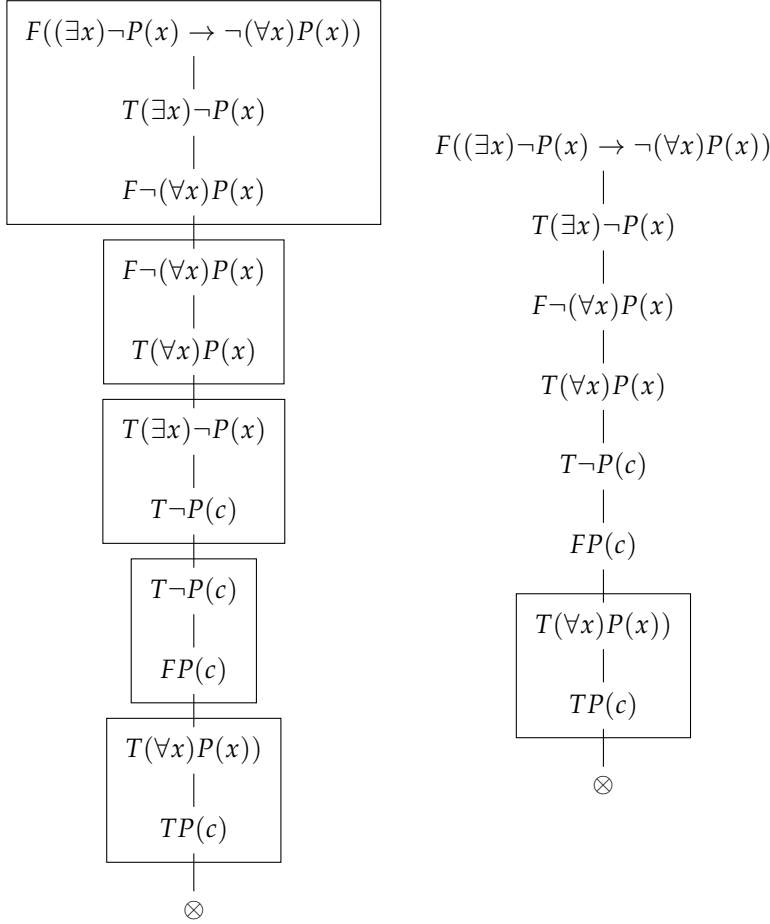 F((∃x)¬P(x) → ¬(∀x)P(x))
T(∃x)¬P(x)
F¬(∀x)P(x)
F¬(∀x)P(x)
T(∀x)P(x)
T(∃x)¬P(x)
T¬P(c)
T¬P(c)
FP(c)
T(∀x)P(x))
TP(c)
⊗
F((∃x)¬P(x) → ¬(∀x)P(x))
T(∃x)¬P(x)
F¬(∀x)P(x)
T(∀x)P(x)
T¬P(c)
FP(c)
T(∀x)P(x))
TP(c)
⊗